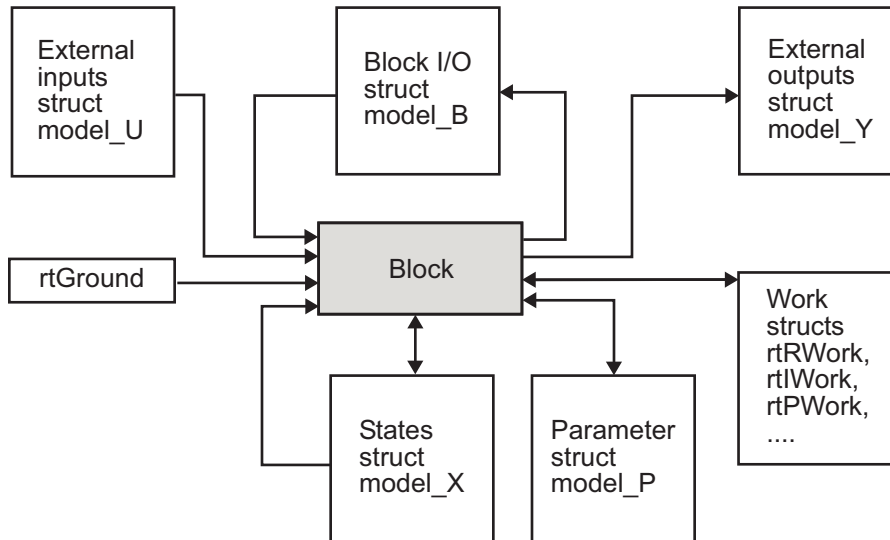 External
inputs
struct
model_U
Block I/O
struct
model_B
External
outputs
struct
model_Y
rtGround
Block
Work
structs
rtRWork,
rtIWork,
rtPWork,
....
States
struct
model_X
Parameter
struct
model_P